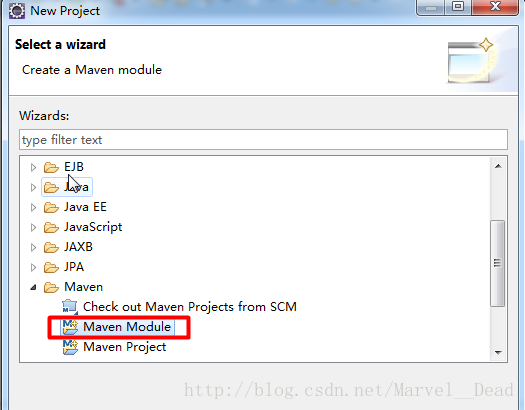 New Project
Select a wizard
Create a Maven module
Wizards:
type filter text
EJB
Java
Java EE
JavaScript
JAXB
JPA
Maven
Check out Maven Projects from SCM
Maven Module
Maven Project
http://blog.csdn.net/Marvel__Dead